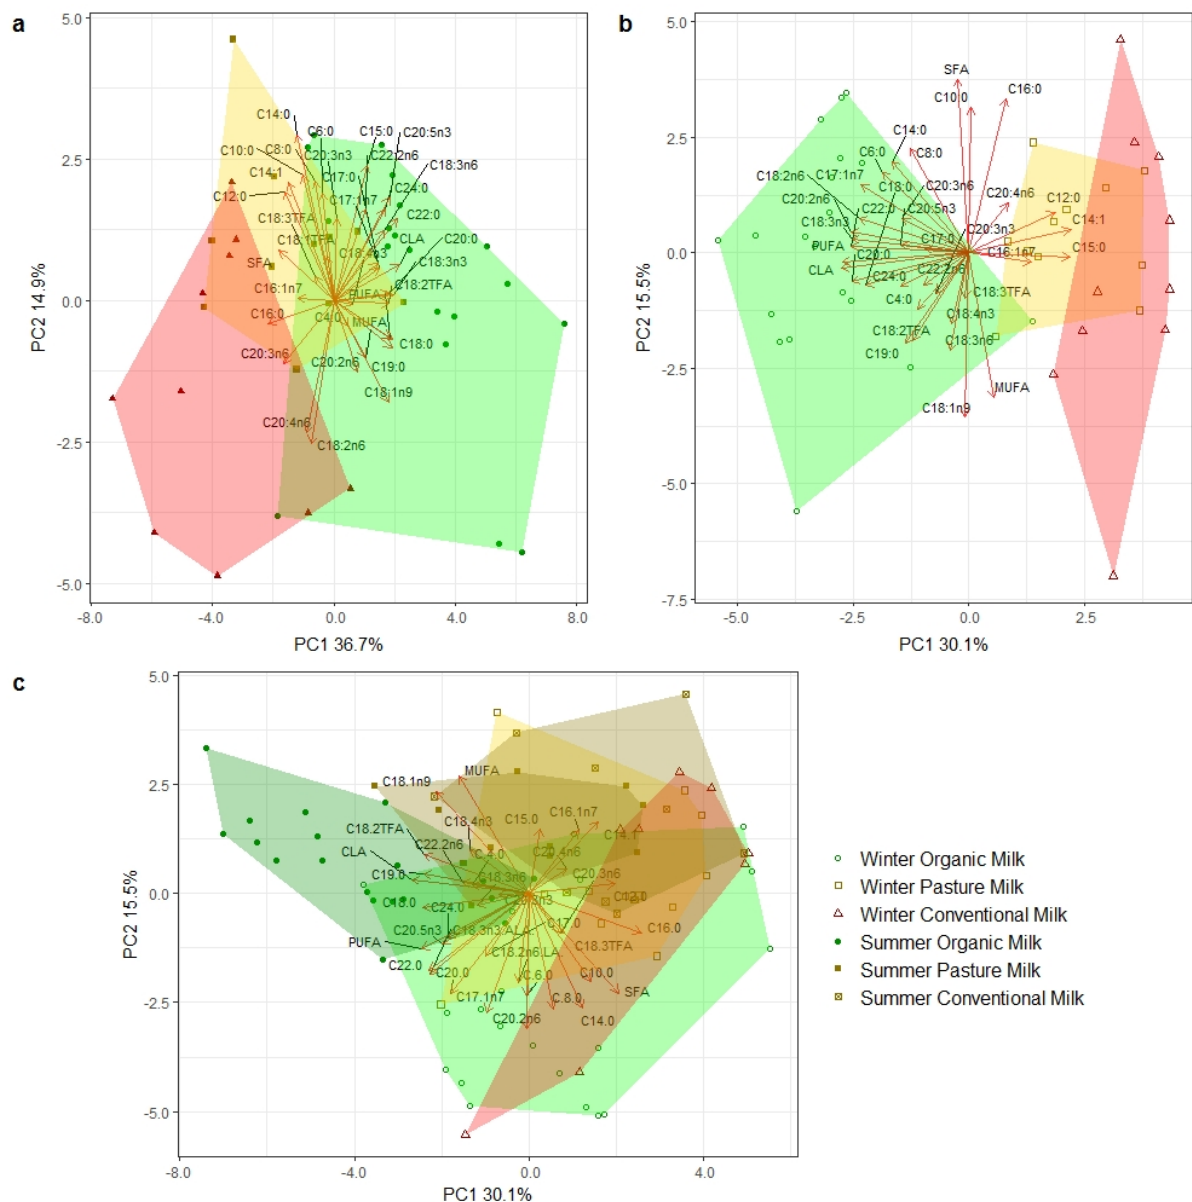 a
5.0
2.5
0.0
-2.5
-5.0
PC2 14.9%
C14:0
C6:0
C15:0
C20:5n3
C10:0
C8:0
C20:3n3
C22:2n6
C18:3n6
C14:1
C17:0
C24:0
C12:0
C17:1n7
C18:3TFA
C22:0
C18:1TFA
CLA
C20:0
SFA
C18:4n3
C18:3n3
C16:1n7
PUFA
C18:2TFA
C16:0
C4:0
MUFA
C20:3n6
C18:0
C20:2n6
C19:0
C18:1n9
C20:4n6
C18:2n6
-8.0
-4.0
0.0
4.0
8.0
PC1 36.7%
b
5.0
2.5
0.0
-2.5
-5.0
-7.5
PC2 15.5%
SFA
C10:0
C16:0
C14:0
C6:0
C8:0
C18:2n6
C17:1n7
C18:0
C20:3n6
C20:4n6
C20:2n6
C12:0
C22:0
C20:5n3
C18:3n3
C14:1
C20:3n3
PUFA
C17:0
C15:0
C20:0
C16:1n7
CLA
C22:2n6
C24:0
C4:0
C18:3TFA
C18:4n3
C18:2TFA
C18:3n6
C19:0
MUFA
C18:1n9
-5.0
-2.5
0.0
2.5
PC1 30.1%
c
5.0
2.5
0.0
-2.5
-5.0
PC2 15.5%
C18.1n9
MUFA
C18.4n3
C15.0
C16.1n7
C18.2TFA
C14.1
C22.2n6
CLA
C.4.0
C20.4n6
C19.0
C18.3n6
C20.3n6
C18.0
C24.0
C12.0
C17.0
C20.5n3
C18.3n3.ALA
C16.0
PUFA
C18.2n6.LA
C18.3TFA
C22.0
C20.0
C.6.0
C10.0
C17.1n7
C.8.0
SFA
C20.2n6
C14.0
-8.0
-4.0
0.0
4.0
PC1 30.1%
Winter Organic Milk
Winter Pasture Milk
Winter Conventional Milk
Summer Organic Milk
Summer Pasture Milk
Summer Conventional Milk